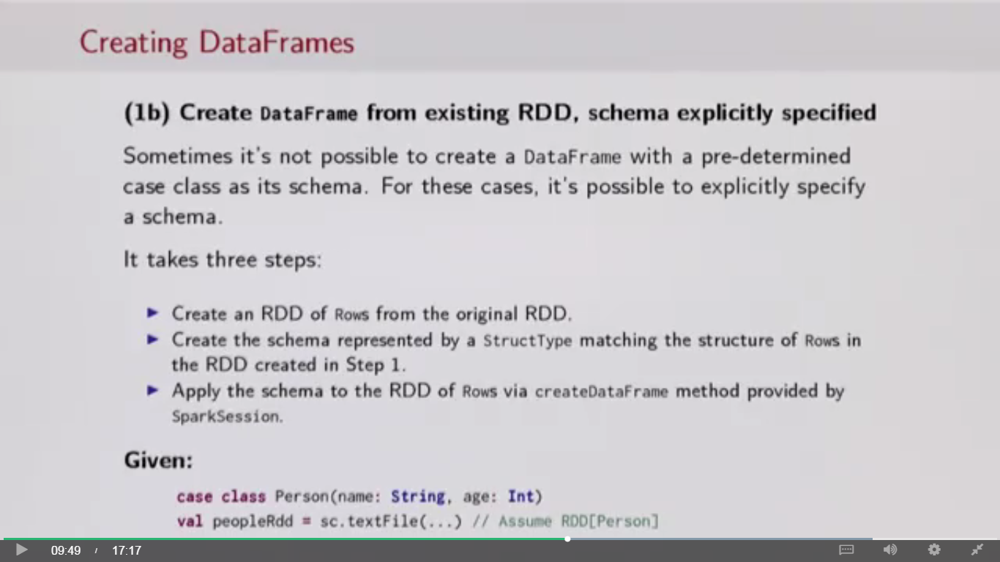 Creating DataFrames
(1b) Create DataFrame from existing RDD, schema explicitly specified
Sometimes it's not possible to create a DataFrame with a pre-determined
case class as its schema. For these cases, it's possible to explicitly specify
a schema.
It takes three steps:
► Create an RDD of Rows from the original RDD.
► Create the schema represented by a StructType matching the structure of Rows in
the RDD created in Step 1.
► Apply the schema to the RDD of Rows via createDataFrame method provided by
SparkSession.
Given:
case class Person(name: String, age: Int)
val peopleRdd = sc.textFile(...) // Assume RDD[Person]
09:49 / 17:17